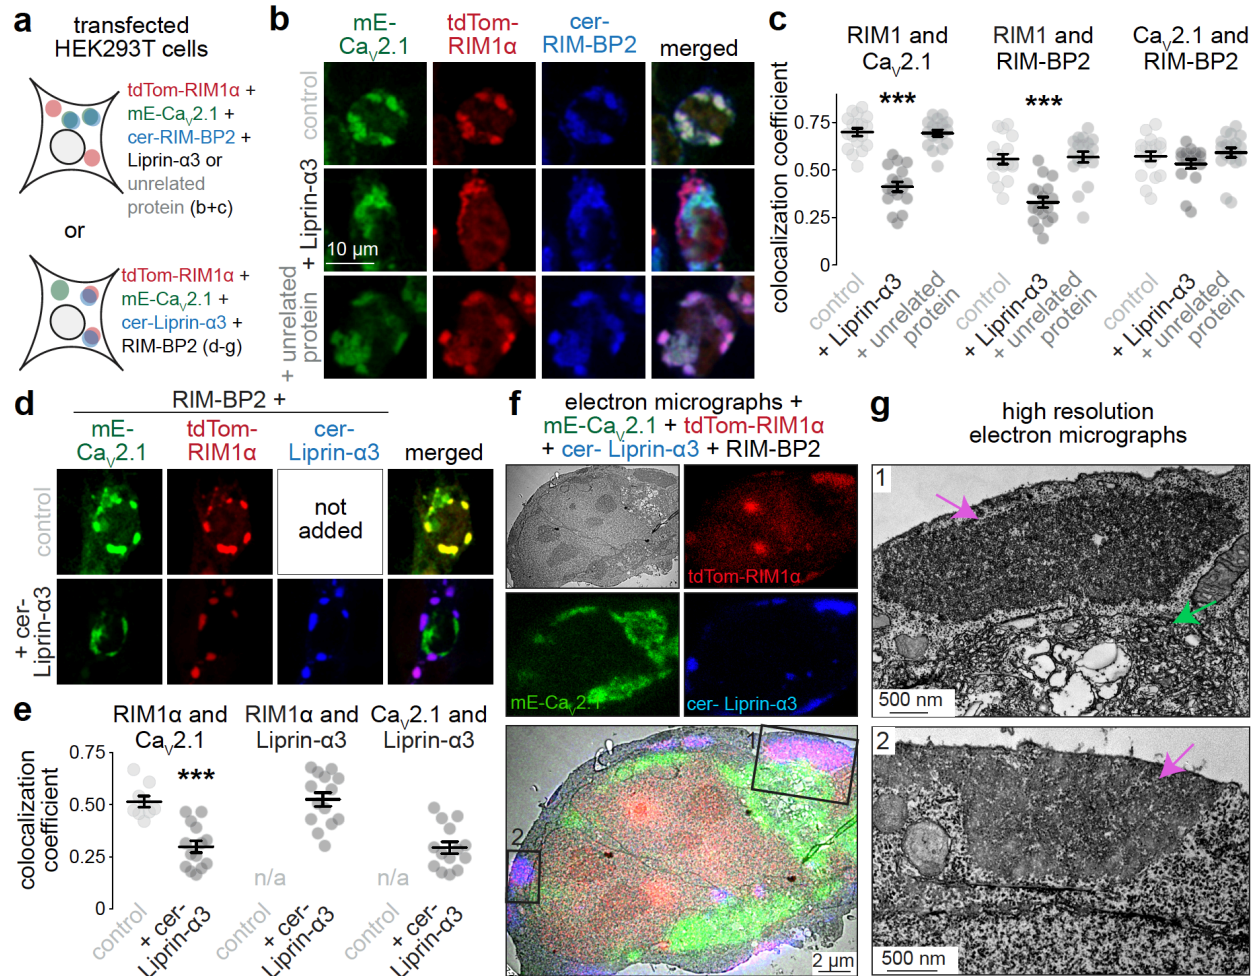 a
transfected
HEK293T cells
tdTom-RIM1α +
mE-CaV2.1 +
cer-RIM-BP2 +
Liprin-α3 or
unrelated
protein (b+c)
or
tdTom-RIM1α +
mE-CaV2.1 +
cer-Liprin-α3 +
RIM-BP2 (d-g)
b
mE-
CaV2.1
tdTom-
RIM1α
cer-
RIM-BP2
merged
control
+ Liprin-α3
10 µm
+ unrelated
protein
c
RIM1 and
CaV2.1
RIM1 and
RIM-BP2
CaV2.1 and
RIM-BP2
***
***
colocalization coefficient
0.75
0.50
0.25
0
control
+ Liprin-α3
+ unrelated
protein
control
+ Liprin-α3
+ unrelated
protein
control
+ Liprin-α3
+ unrelated
protein
d
RIM-BP2 +
mE-
CaV2.1
tdTom-
RIM1α
cer-
Liprin-α3
merged
control
not
added
+ cer-
Liprin-α3
e
RIM1α and
CaV2.1
RIM1α and
Liprin-α3
CaV2.1 and
Liprin-α3
colocalization
coefficient
0.75
0.50
0.25
0
***
n/a
n/a
control
+ cer-
Liprin-α3
control
+ cer-
Liprin-α3
control
+ cer-
Liprin-α3
f
electron micrographs +
mE-CaV2.1 + tdTom-RIM1α
+ cer- Liprin-α3 + RIM-BP2
tdTom-RIM1α
mE-CaV2.1
cer- Liprin-α3
1
2
2 µm
g
high resolution
electron micrographs
1
500 nm
2
500 nm